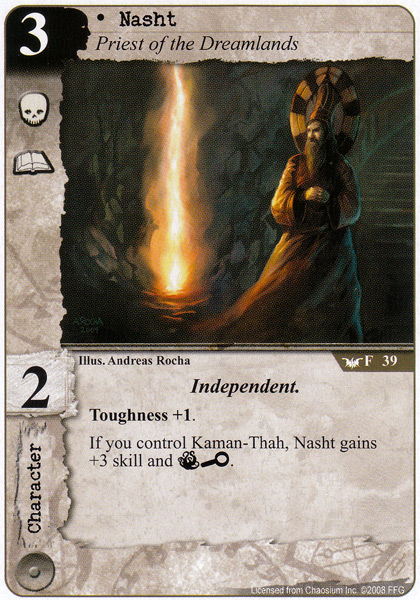 3
• Nasht
Priest of the Dreamlands
Illus. Andreas Rocha
F 39
2
Independent.
Toughness +1.
If you control Kaman-Thah, Nasht gains
+3 skill and .
Character
Licensed from Chaosium Inc. ©2008 FFG